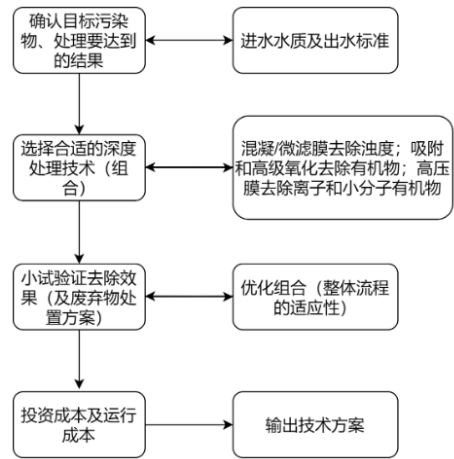 确认目标污染
物、处理要达到
的结果
进水水质及出水标准
选择合适的深度
处理技术（组
合）
混凝/微滤膜去除浊度；吸附
和高级氧化去除有机物；高压
膜去除离子和小分子有机物
小试验证去除效
果（及废弃物处
置方案）
优化组合（整体流程
的适应性）
投资成本及运行
成本
输出技术方案